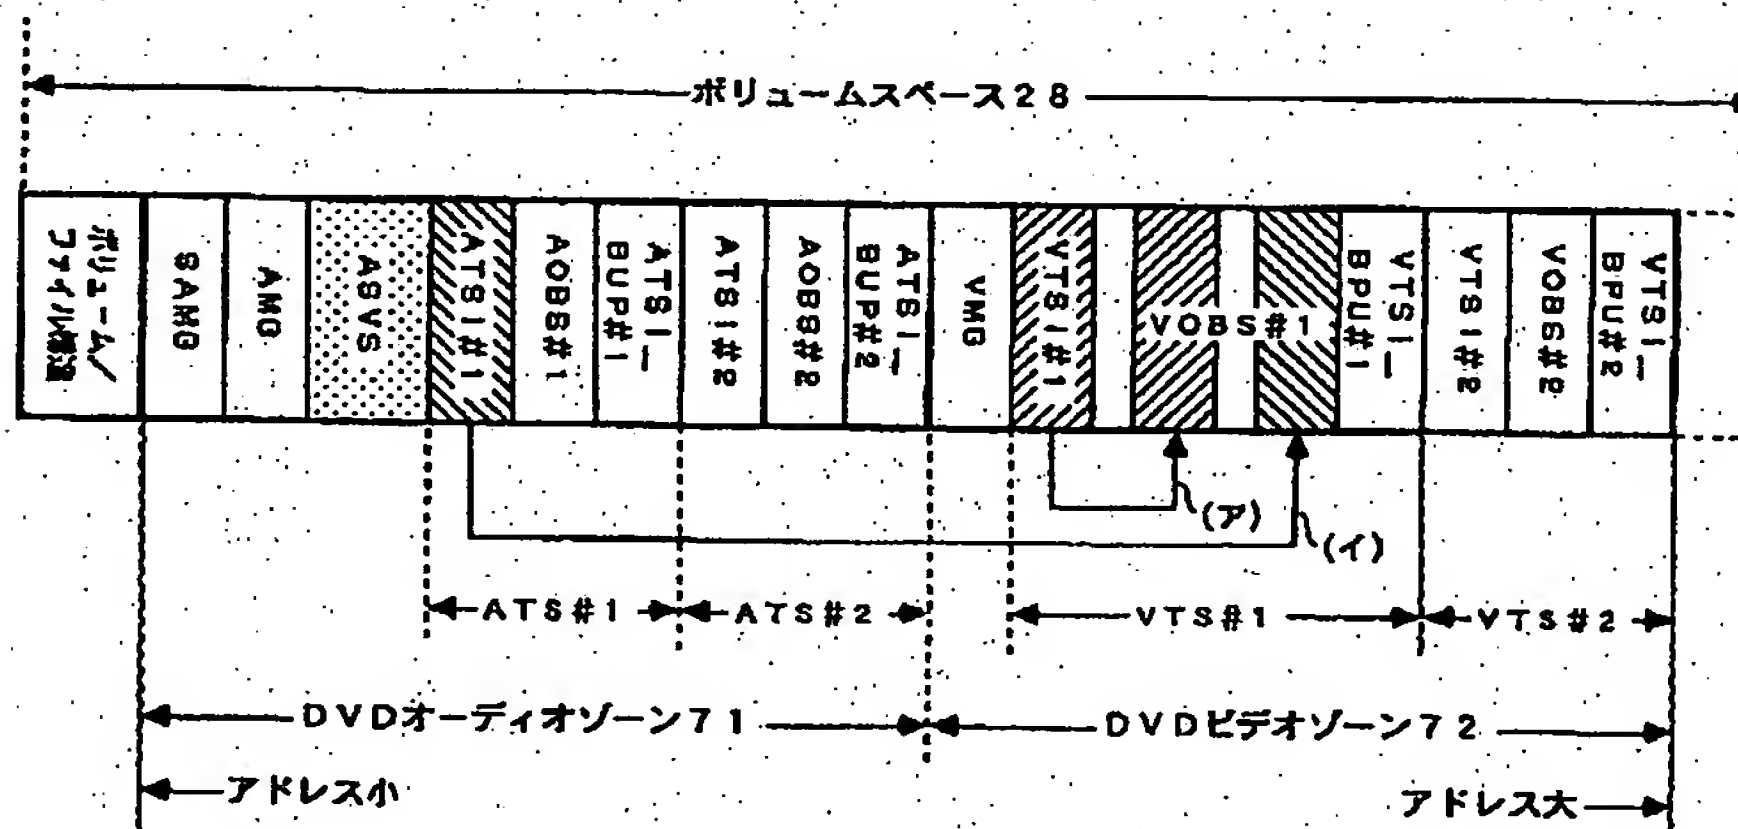 ボリュームスペース28
ボリューム/
ファイル構造
SAMG
AMG
ASVS
ATSI#1
AOBS#1
ATSI_
BUP#1
ATSI#2
AOBS#2
ATSI_
BUP#2
VMG
VTSI#1
VOBS#1
VTSI_
BPU#1
VTSI#2
VOBS#2
VTSI_
BPU#2
(ア)
(イ)
ATS#1
ATS#2
VTS#1
VTS#2
DVDオーディオゾーン71
DVDビデオゾーン72
アドレス小
アドレス大